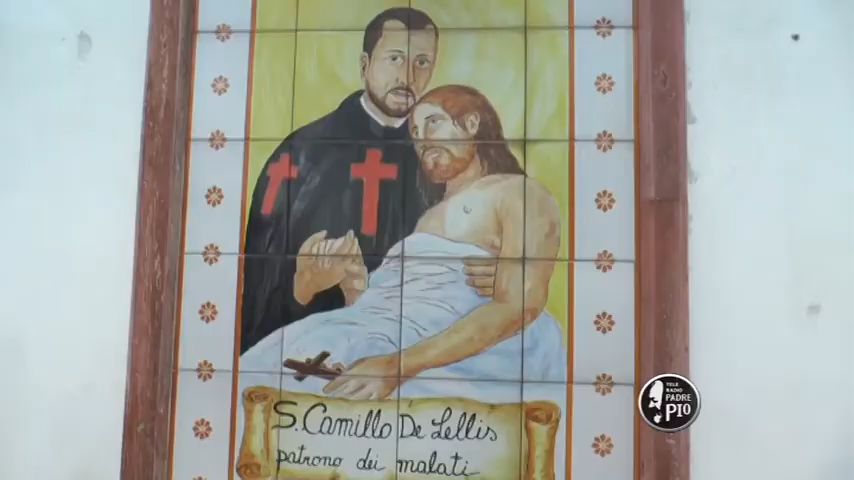 S. Camillo De Lellis
patrono dei malati
TELE
RADIO
PADRE
PIO